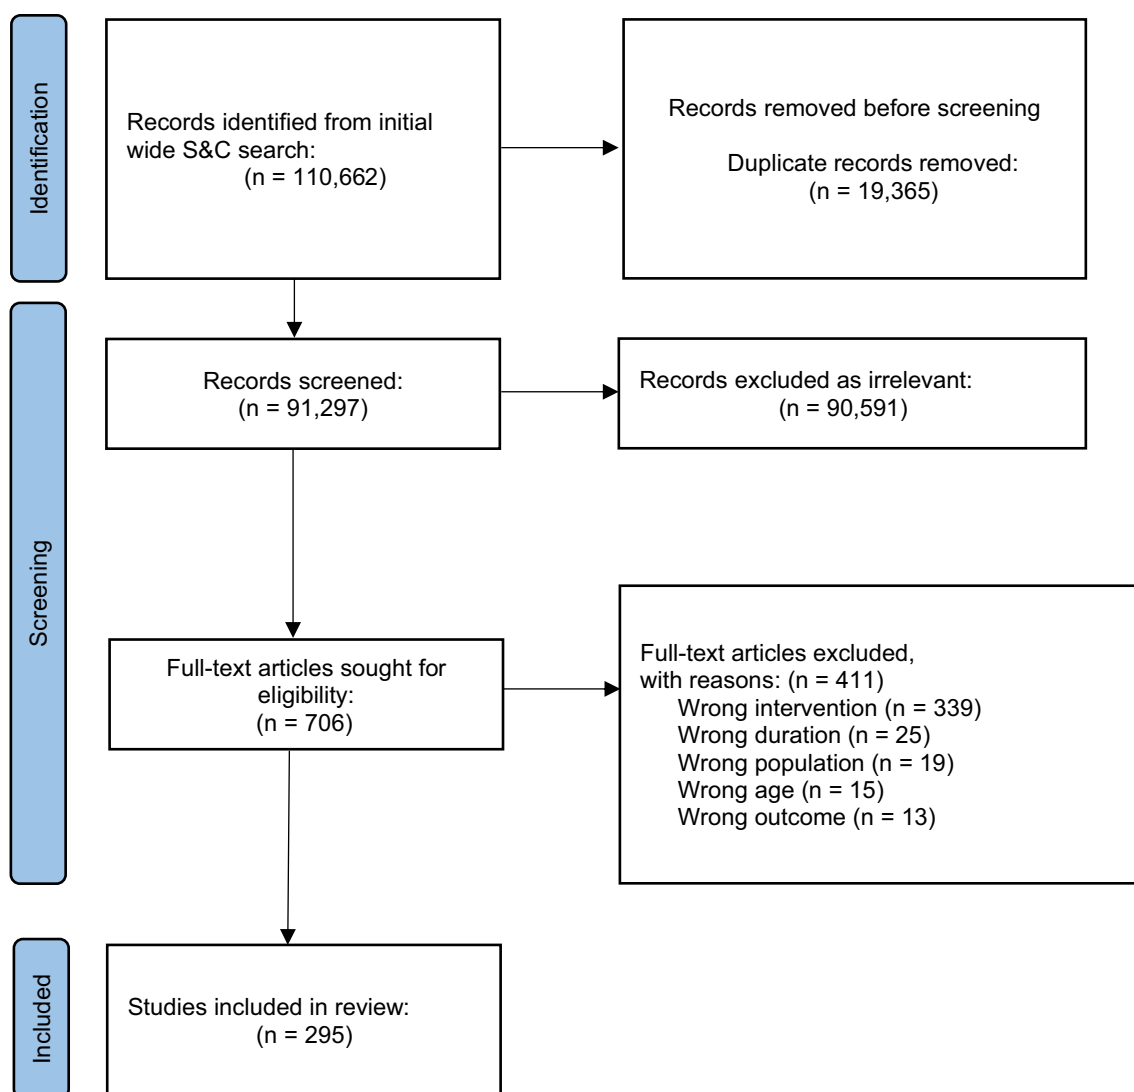 Identification
Records identified from initial
wide S&C search:
(n = 110,662)
Records removed before screening
Duplicate records removed:
(n = 19,365)
Screening
Records screened:
(n = 91,297)
Records excluded as irrelevant:
(n = 90,591)
Full-text articles sought for
eligibility:
(n = 706)
Full-text articles excluded,
with reasons: (n = 411)
Wrong intervention (n = 339)
Wrong duration (n = 25)
Wrong population (n = 19)
Wrong age (n = 15)
Wrong outcome (n = 13)
Included
Studies included in review:
(n = 295)